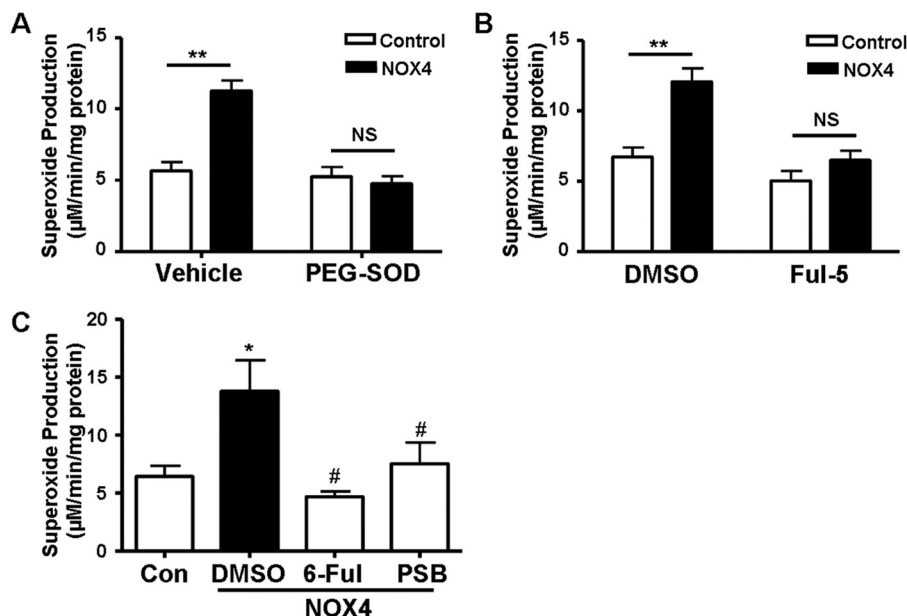 A
Superoxide Production
(µM/min/mg protein)
15
10
5
0
**
NS
Control
NOX4
Vehicle
PEG-SOD
B
Superoxide Production
(µM/min/mg protein)
15
10
5
0
**
NS
Control
NOX4
DMSO
Ful-5
C
Superoxide Production
(µM/min/mg protein)
20
15
10
5
0
*
#
#
Con
DMSO
6-Ful
PSB
NOX4